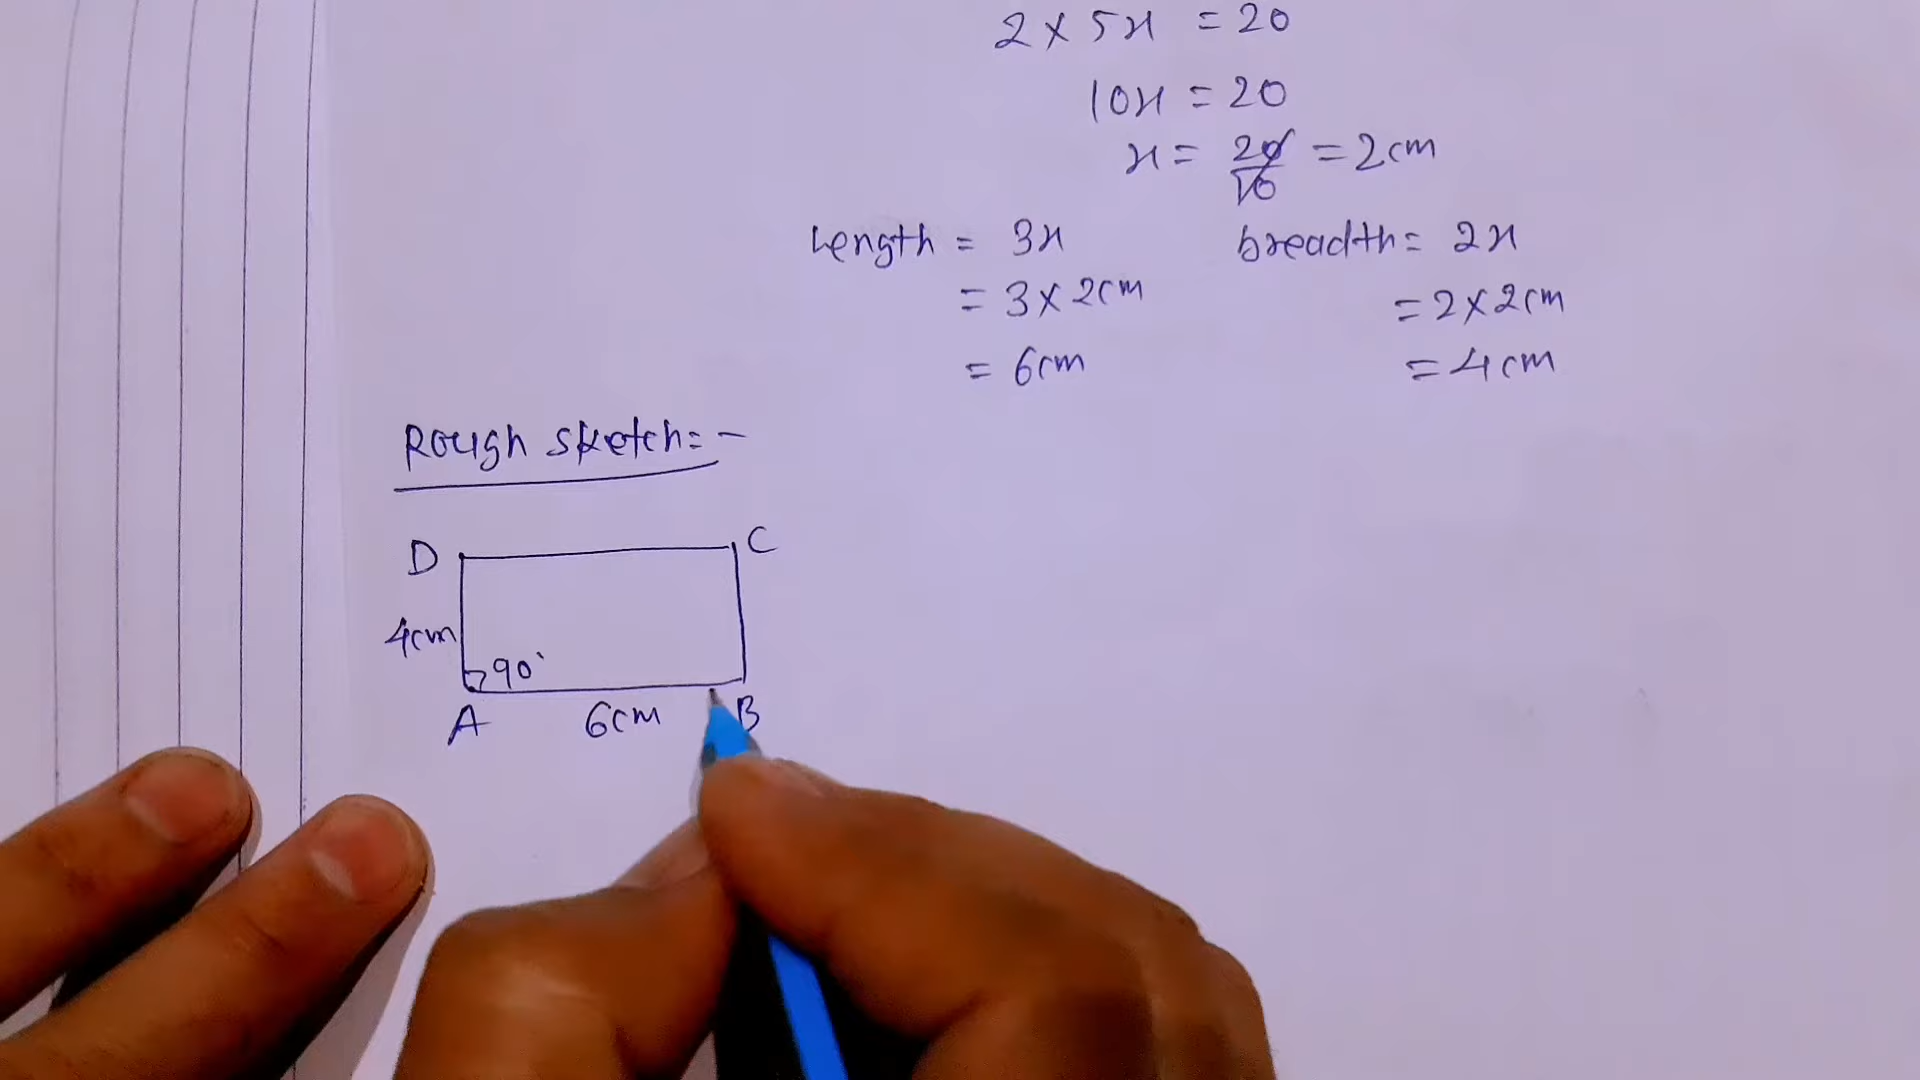 2 × 5x = 20
10x = 20
x = 20/10 = 2cm
Length = 3x
= 3 × 2cm
= 6cm
breadth = 2x
= 2 × 2cm
= 4cm
Rough sketch:-
D C
4cm
90°
A 6cm B